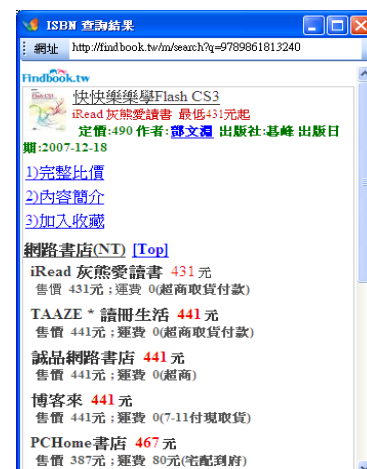 ISBN 查詢結果
網址 http://findbook.tw/m/search?q=9789861813240
Findbook.tw
快快樂樂學Flash CS3
iRead 灰熊愛讀書 最低431元起
定價:490 作者:鄧文淵 出版社:碁峰 出版日
期:2007-12-18
1)完整比價
2)內容簡介
3)加入收藏
網路書店(NT) [Top]
iRead 灰熊愛讀書 431 元
售價 431元 ; 運費 0(超商取貨付款)
TAAZE * 讀冊生活 441 元
售價 441元 ; 運費 0(超商取貨付款)
誠品網路書店 441 元
售價 441元 ; 運費 0(超商)
博客來 441 元
售價 441元 ; 運費 0(7-11付現取貨)
PCHome書店 467 元
售價 387元 ; 運費 80元(宅配到府)